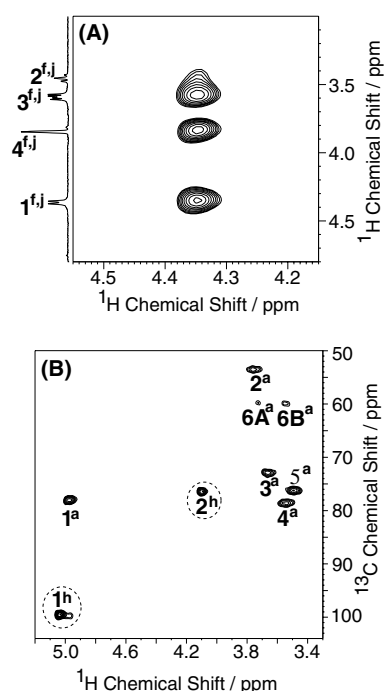 (A)
2f,j
3f,j
4f,j
1f,j
3.5
4.0
4.5
1H Chemical Shift / ppm
4.5 4.4 4.3 4.2
1H Chemical Shift / ppm
(B)
50
60
70
80
90
100
13C Chemical Shift / ppm
2a
6Aa 6Ba
3a 5a
1a 2h 4a
1h
5.0 4.6 4.2 3.8 3.4
1H Chemical Shift / ppm